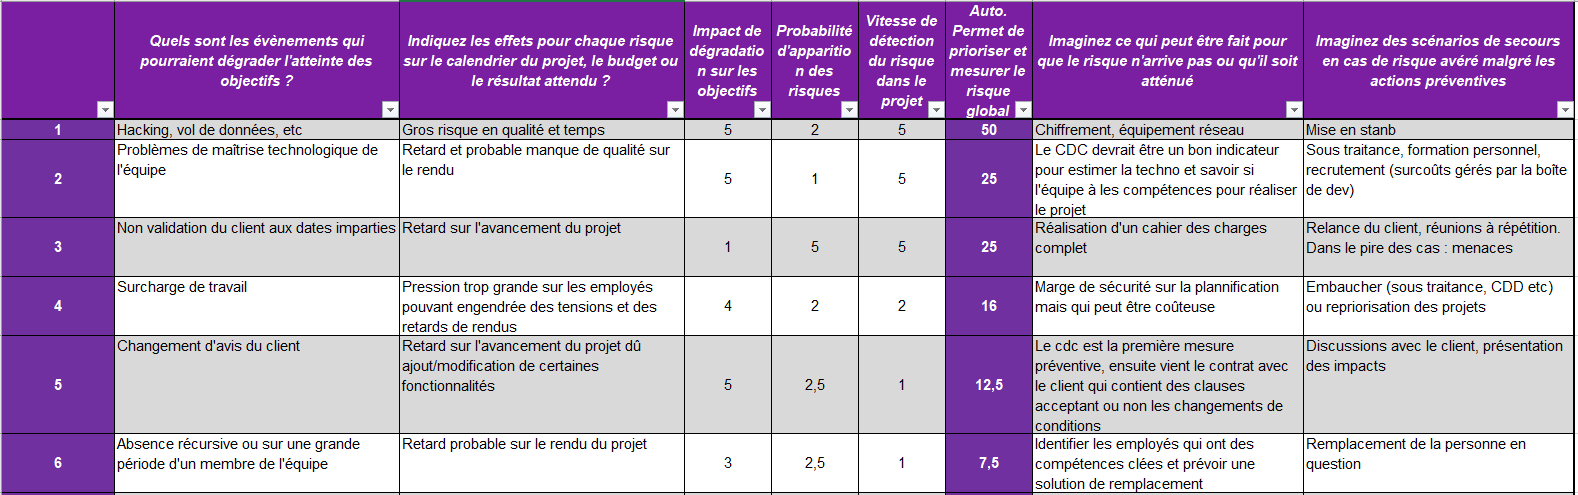 Quels sont les évènements qui
pourraient dégrader l'atteinte des
objectifs ?
Indiquez les effets pour chaque risque
sur le calendrier du projet, le budget ou
le résultat attendu ?
Impact de
dégradatio
n sur les
objectifs
Probabilité
d'apparitio
n des
risques
Vitesse de
détection
du risque
dans le
projet
Auto.
Permet de
prioriser et
mesurer le
risque
global
Imaginez ce qui peut être fait pour
que le risque n'arrive pas ou qu'il soit
atténué
Imaginez des scénarios de secours
en cas de risque avéré malgré les
actions préventives
1
Hacking, vol de données, etc
Gros risque en qualité et temps
5
2
5
50
Chiffrement, équipement réseau
Mise en stanb
2
Problèmes de maîtrise technologique de
l'équipe
Retard et probable manque de qualité sur
le rendu
5
1
5
25
Le CDC devrait être un bon indicateur
pour estimer la techno et savoir si
l'équipe à les compétences pour réaliser
le projet
Sous traitance, formation personnel,
recrutement (surcoûts gérés par la boîte
de dev)
3
Non validation du client aux dates imparties
Retard sur l'avancement du projet
1
5
5
25
Réalisation d'un cahier des charges
complet
Relance du client, réunions à répétition.
Dans le pire des cas : menaces
4
Surcharge de travail
Pression trop grande sur les employés
pouvant engendrée des tensions et des
retards de rendus
4
2
2
16
Marge de sécurité sur la plannification
mais qui peut être coûteuse
Embaucher (sous traitance, CDD etc)
ou repriorisation des projets
5
Changement d'avis du client
Retard sur l'avancement du projet dû
ajout/modification de certaines
fonctionnalités
5
2,5
1
12,5
Le cdc est la première mesure
préventive, ensuite vient le contrat avec
le client qui contient des clauses
acceptant ou non les changements de
conditions
Discussions avec le client, présentation
des impacts
6
Absence récursive ou sur une grande
période d'un membre de l'équipe
Retard probable sur le rendu du projet
3
2,5
1
7,5
Identifier les employés qui ont des
compétences clées et prévoir une
solution de remplacement
Remplacement de la personne en
question